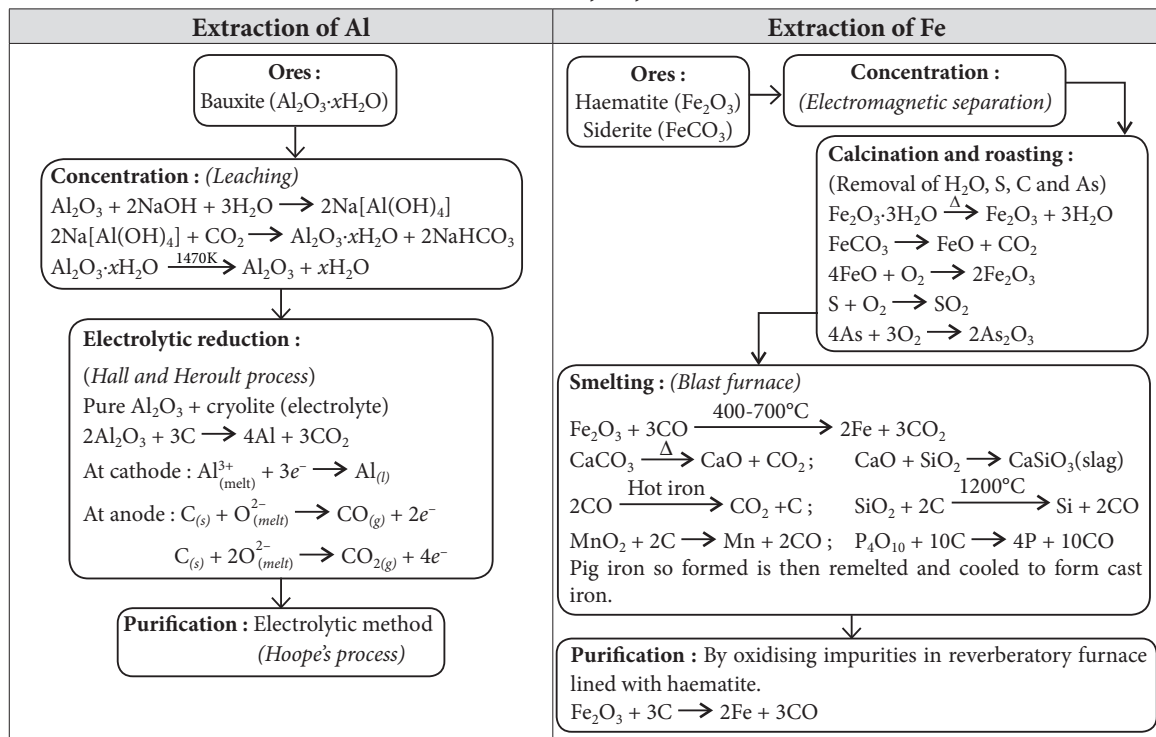 Extraction of Al
Ores :
Bauxite (Al₂O₃·xH₂O)
Concentration : (Leaching)
Al₂O₃ + 2NaOH + 3H₂O ⟶ 2Na[Al(OH)₄]
2Na[Al(OH)₄] + CO₂ ⟶ Al₂O₃·xH₂O + 2NaHCO₃
Al₂O₃·xH₂O —1470K→ Al₂O₃ + xH₂O
Electrolytic reduction :
(Hall and Heroult process)
Pure Al₂O₃ + cryolite (electrolyte)
2Al₂O₃ + 3C ⟶ 4Al + 3CO₂
At cathode : Al³⁺(melt) + 3e⁻ ⟶ Al(l)
At anode : C(s) + O²⁻(melt) ⟶ CO(g) + 2e⁻
C(s) + 2O²⁻(melt) ⟶ CO₂(g) + 4e⁻
Purification : Electrolytic method
(Hoope's process)
Extraction of Fe
Ores :
Haematite (Fe₂O₃)
Siderite (FeCO₃)
Concentration :
(Electromagnetic separation)
Calcination and roasting :
(Removal of H₂O, S, C and As)
Fe₂O₃·3H₂O —Δ→ Fe₂O₃ + 3H₂O
FeCO₃ ⟶ FeO + CO₂
4FeO + O₂ ⟶ 2Fe₂O₃
S + O₂ ⟶ SO₂
4As + 3O₂ ⟶ 2As₂O₃
Smelting : (Blast furnace)
Fe₂O₃ + 3CO —400-700°C→ 2Fe + 3CO₂
CaCO₃ —Δ→ CaO + CO₂ ; CaO + SiO₂ ⟶ CaSiO₃(slag)
2CO —Hot iron→ CO₂ +C ; SiO₂ + 2C —1200°C→ Si + 2CO
MnO₂ + 2C ⟶ Mn + 2CO ; P₄O₁₀ + 10C ⟶ 4P + 10CO
Pig iron so formed is then remelted and cooled to form cast
iron.
Purification : By oxidising impurities in reverberatory furnace
lined with haematite.
Fe₂O₃ + 3C ⟶ 2Fe + 3CO